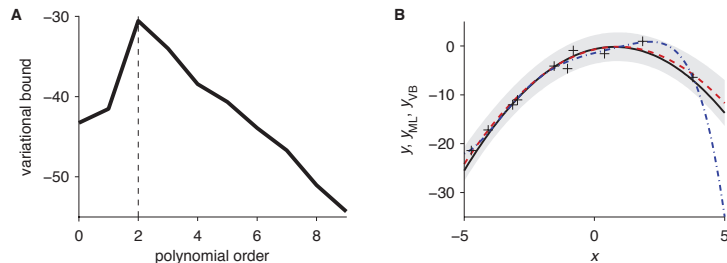 A
−30
−40
−50
variational bound
0 2 4 6 8
polynomial order
B
0
−10
−20
−30
y, yML, yVB
−5 0 5
x